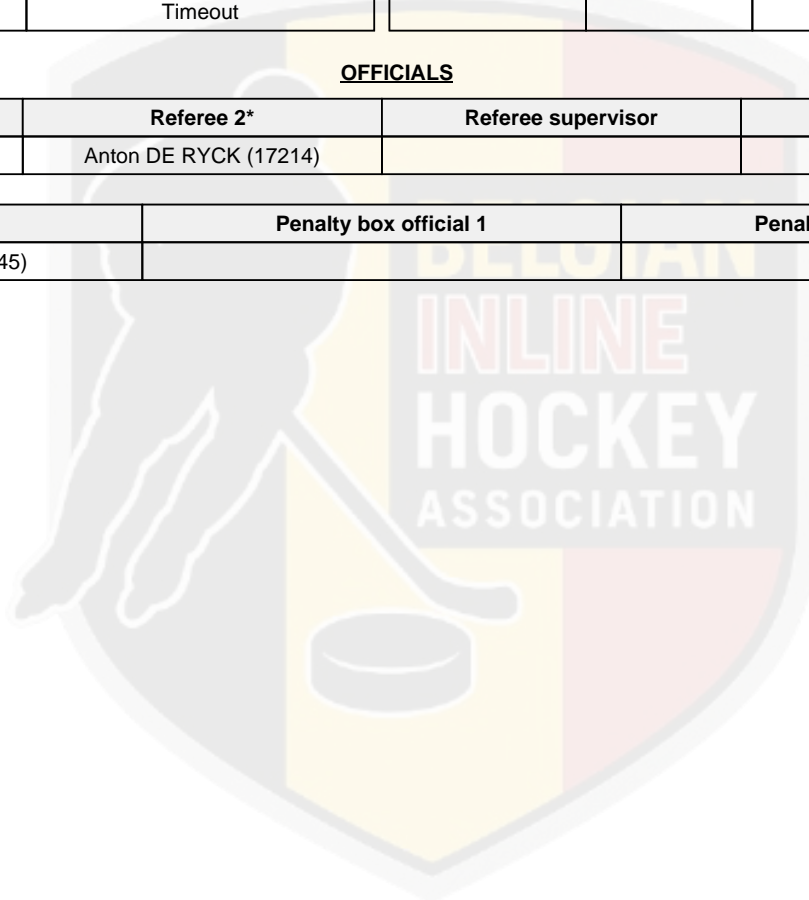 Timeout
OFFICIALS
Referee 2* Referee supervisor
Anton DE RYCK (17214)
Penalty box official 1 Penal
45)
BELGIAN
INLINE
HOCKEY
ASSOCIATION